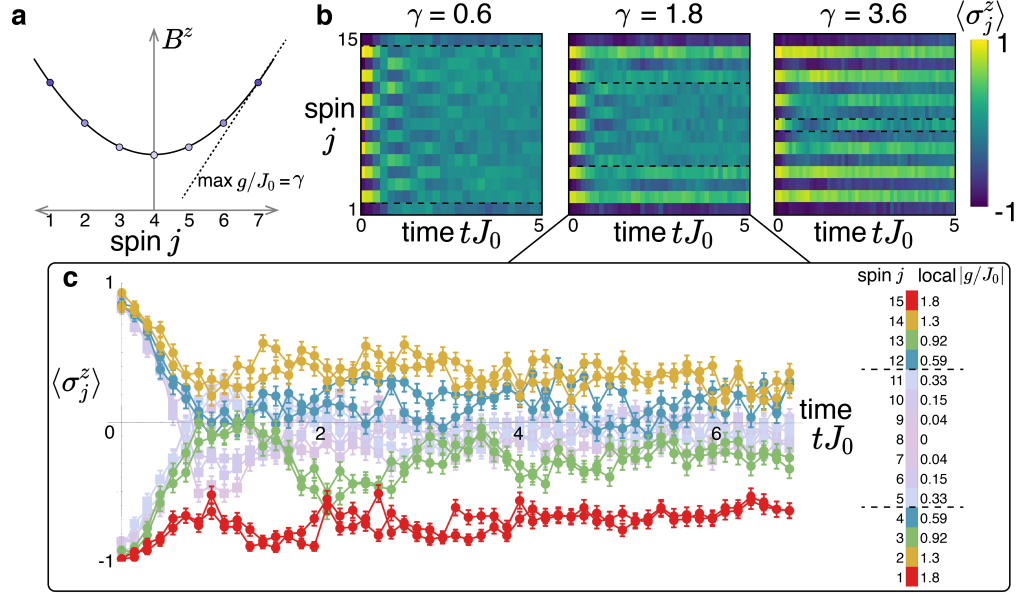 a
B^z
max g/J_0 = γ
1 2 3 4 5 6 7
spin j
b
γ = 0.6
γ = 1.8
γ = 3.6
⟨σ_j^z⟩
15
spin
j
1
0 5
time tJ_0
0 5
time tJ_0
0 5
time tJ_0
1
-1
c
1
⟨σ_j^z⟩
0
-1
2 4 6
time
tJ_0
spin j local |g/J_0|
15 1.8
14 1.3
13 0.92
12 0.59
11 0.33
10 0.15
9 0.04
8 0
7 0.04
6 0.15
5 0.33
4 0.59
3 0.92
2 1.3
1 1.8